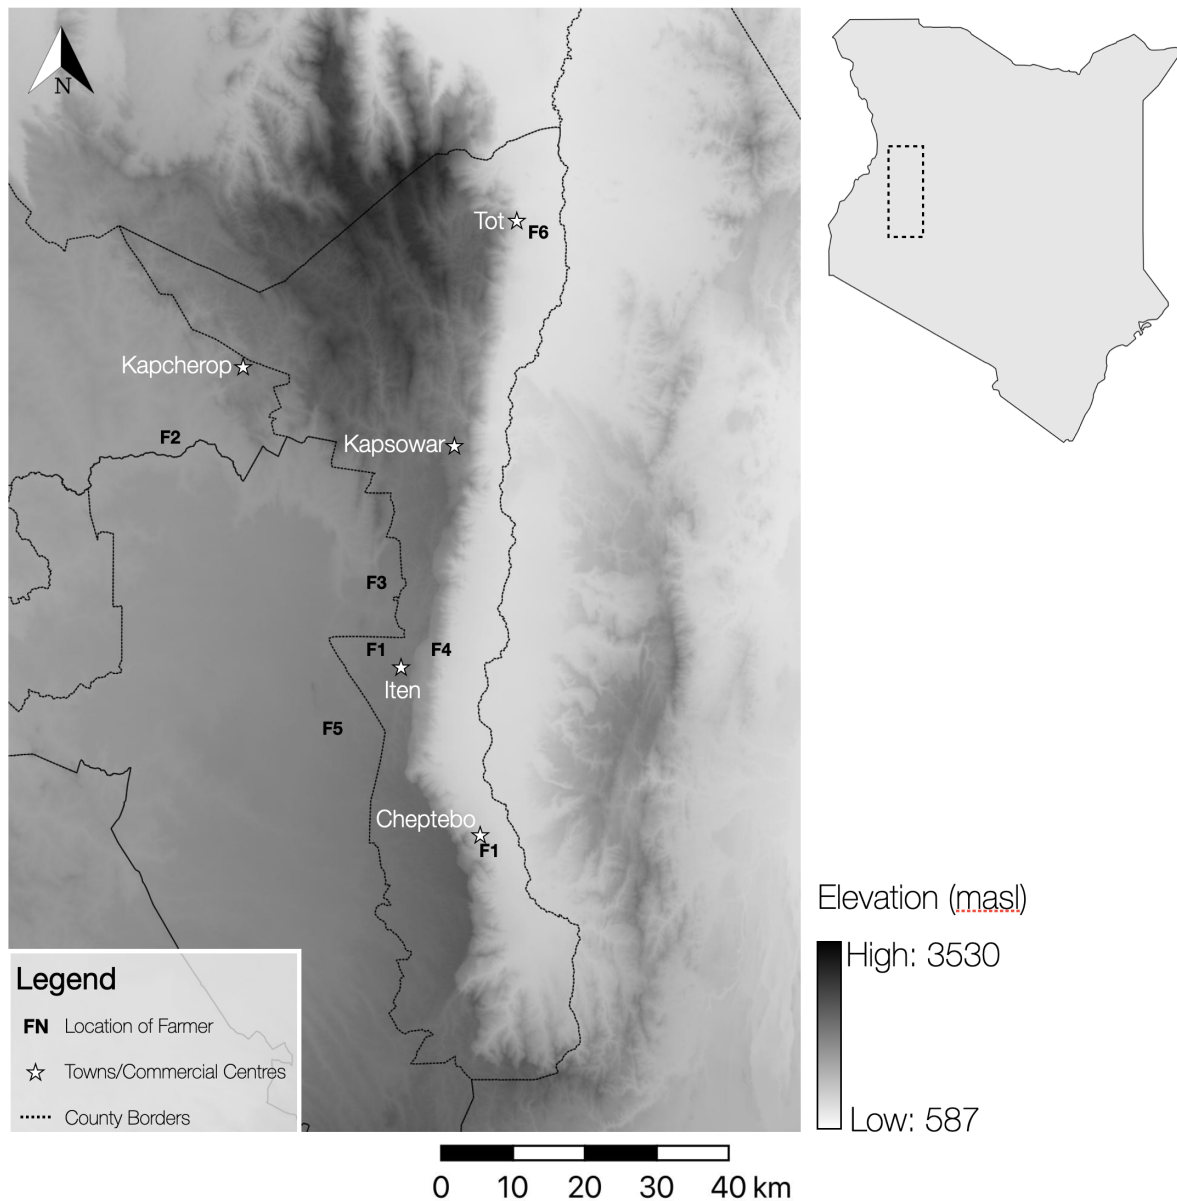 N
Tot
F6
Kapcherop
F2
Kapsowar
F3
F1
F4
Iten
F5
Cheptebo
F1
Elevation (masl)
High: 3530
Low: 587
Legend
FN Location of Farmer
Towns/Commercial Centres
County Borders
0 10 20 30 40 km